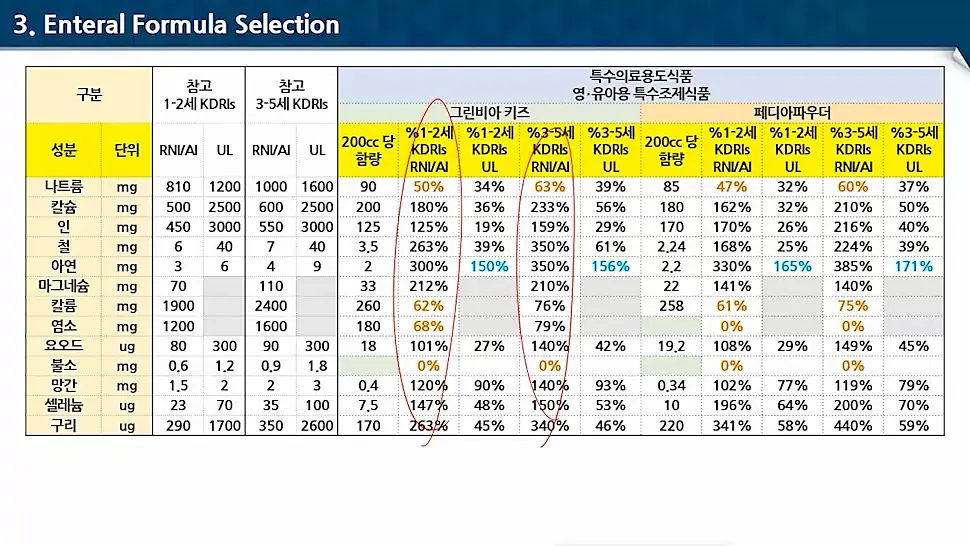 3. Enteral Formula Selection
구분 참고 1-2세 KDRIs 참고 3-5세 KDRIs 특수의료용도식품
영·유아용 특수조제식품
그린비아 키즈 페디아파우더
성분 단위 RNI/AI UL RNI/AI UL 200cc 당 함량 %1-2세 KDRIs RNI/AI %1-2세 KDRIs UL %3-5세 KDRIs RNI/AI %3-5세 KDRIs UL 200cc 당 함량 %1-2세 KDRIs RNI/AI %1-2세 KDRIs UL %3-5세 KDRIs RNI/AI %3-5세 KDRIs UL
나트륨 mg 810 1200 1000 1600 90 50% 34% 63% 39% 85 47% 32% 60% 37%
칼슘 mg 500 2500 600 2500 200 180% 36% 233% 56% 180 162% 32% 210% 50%
인 mg 450 3000 550 3000 125 125% 19% 159% 29% 170 170% 26% 216% 40%
철 mg 6 40 7 40 3.5 263% 39% 350% 61% 2.24 168% 25% 224% 39%
아연 mg 3 6 4 9 2 300% 150% 350% 156% 2.2 330% 165% 385% 171%
마그네슘 mg 70 110 33 212% 210% 22 141% 140%
칼륨 mg 1900 2400 260 62% 76% 258 61% 75%
염소 mg 1200 1600 180 68% 79% 0% 0%
요오드 ug 80 300 90 300 18 101% 27% 140% 42% 19.2 108% 29% 149% 45%
불소 mg 0.6 1.2 0.9 1.8 0% 0% 0% 0%
망간 mg 1.5 2 2 3 0.4 120% 90% 140% 93% 0.34 102% 77% 119% 79%
셀레늄 ug 23 70 35 100 7.5 147% 48% 150% 53% 10 196% 64% 200% 70%
구리 ug 290 1700 350 2600 170 263% 45% 340% 46% 220 341% 58% 440% 59%